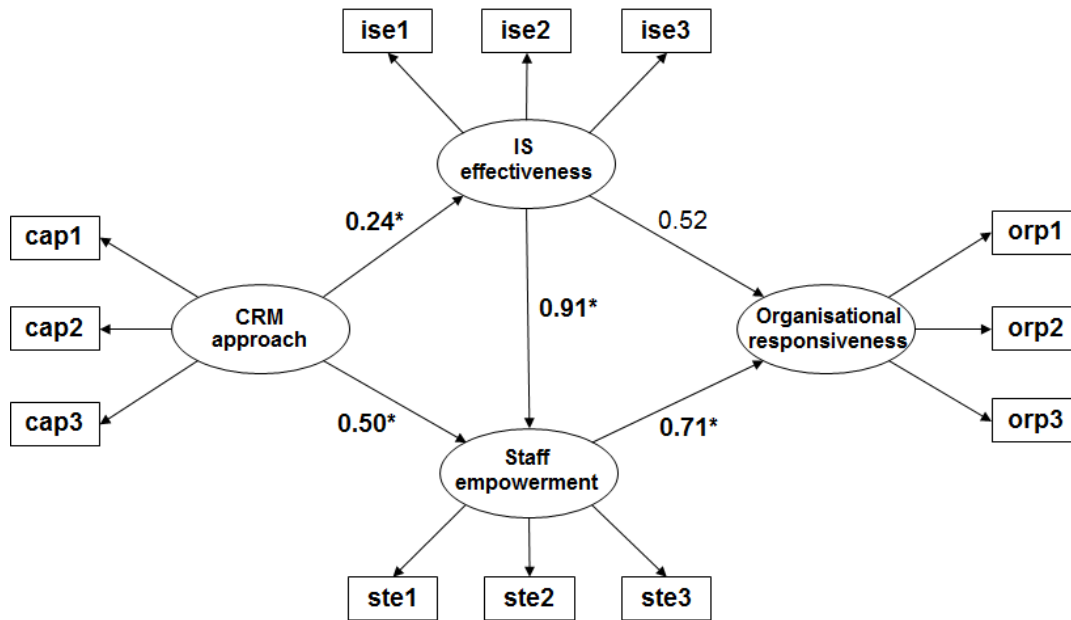 ise1
ise2
ise3
IS
effectiveness
0.24*
0.52
cap1
orp1
0.91*
cap2
CRM
approach
Organisational
responsiveness
orp2
cap3
0.50*
0.71*
orp3
Staff
empowerment
ste1
ste2
ste3